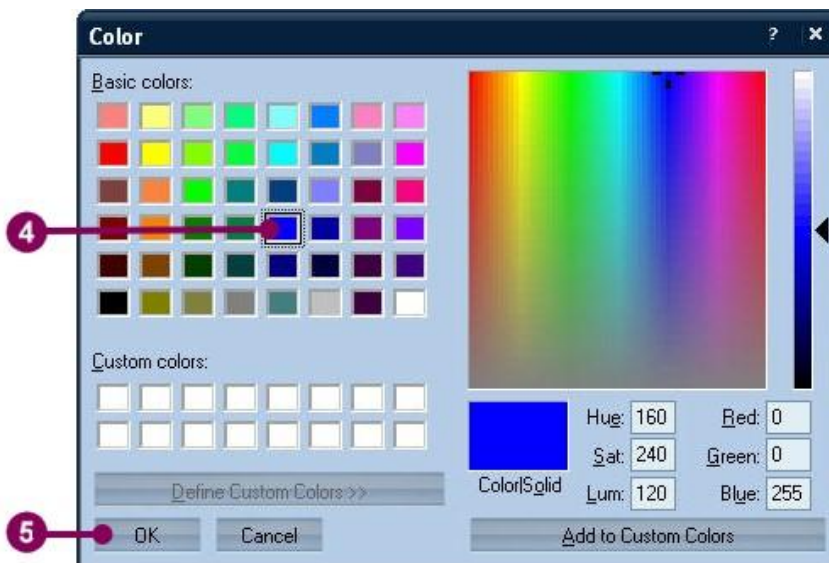 Color ? ×
Basic colors:
4
Custom colors:
Define Custom Colors >>
5 OK Cancel
Color|Solid
Hue: 160 Red: 0
Sat: 240 Green: 0
Lum: 120 Blue: 255
Add to Custom Colors